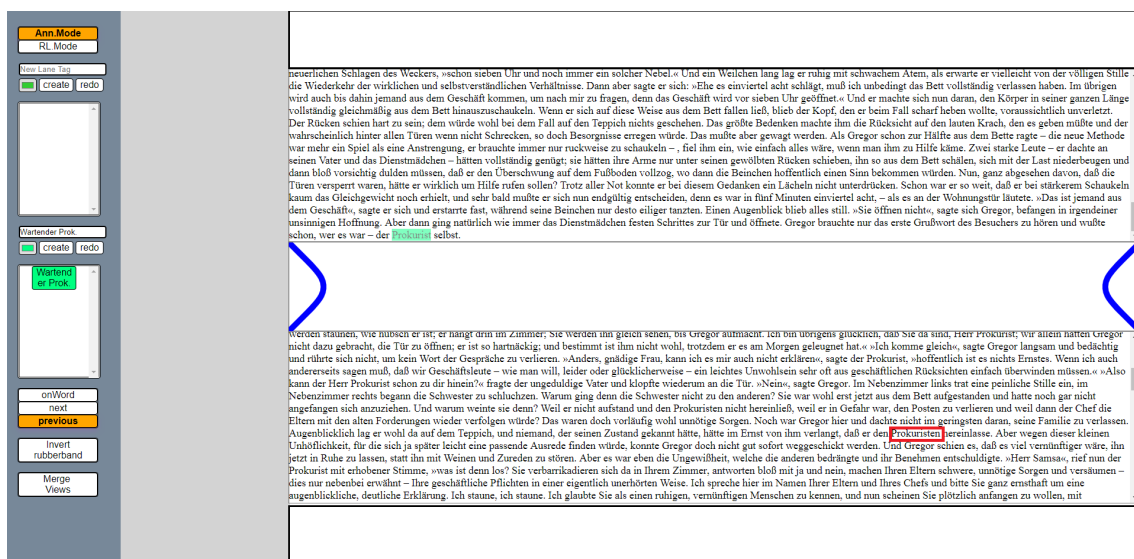 Ann.Mode
RL.Mode
New Lane Tag
create redo
Wartender Prok.
create redo
Wartend
er Prok.
onWord
next
previous
Invert
rubberband
Merge
Views
neuerlichen Schlagen des Weckers, »schon sieben Uhr und noch immer ein solcher Nebel.« Und ein Weilchen lang lag er ruhig mit schwachem Atem, als erwarte er vielleicht von der völligen Stille
die Wiederkehr der wirklichen und selbstverständlichen Verhältnisse. Dann aber sagte er sich: »Ehe es einviertel acht schlägt, muß ich unbedingt das Bett vollständig verlassen haben. Im übrigen
wird auch bis dahin jemand aus dem Geschäft kommen, um nach mir zu fragen, denn das Geschäft wird vor sieben Uhr geöffnet.« Und er machte sich nun daran, den Körper in seiner ganzen Länge
vollständig gleichmäßig aus dem Bett hinauszuschaukeln. Wenn er sich auf diese Weise aus dem Bett fallen ließ, blieb der Kopf, den er beim Fall scharf heben wollte, voraussichtlich unverletzt.
Der Rücken schien hart zu sein; dem würde wohl bei dem Fall auf den Teppich nichts geschehen. Das größte Bedenken machte ihm die Rücksicht auf den lauten Krach, den es geben müßte und der
wahrscheinlich hinter allen Türen wenn nicht Schrecken, so doch Besorgnisse erregen würde. Das mußte aber gewagt werden. Als Gregor schon zur Hälfte aus dem Bette ragte – die neue Methode
war mehr ein Spiel als eine Anstrengung, er brauchte immer nur ruckweise zu schaukeln – , fiel ihm ein, wie einfach alles wäre, wenn man ihm zu Hilfe käme. Zwei starke Leute – er dachte an
seinen Vater und das Dienstmädchen – hätten vollständig genügt; sie hätten ihre Arme nur unter seinen gewölbten Rücken schieben, ihn so aus dem Bett schälen, sich mit der Last niederbeugen und
dann bloß vorsichtig dulden müssen, daß er den Überschwung auf dem Fußboden vollzog, wo dann die Beinchen hoffentlich einen Sinn bekommen würden. Nun, ganz abgesehen davon, daß die
Türen versperrt waren, hätte er wirklich um Hilfe rufen sollen? Trotz aller Not konnte er bei diesem Gedanken ein Lächeln nicht unterdrücken. Schon war er so weit, daß er bei stärkerem Schaukeln
kaum das Gleichgewicht noch erhielt, und sehr bald mußte er sich nun endgültig entscheiden, denn es war in fünf Minuten einviertel acht, – als es an der Wohnungstür läutete. »Das ist jemand aus
dem Geschäft«, sagte er sich und erstarrte fast, während seine Beinchen nur desto eiliger tanzten. Einen Augenblick blieb alles still. »Sie öffnen nicht«, sagte sich Gregor, befangen in irgendeiner
unsinnigen Hoffnung. Aber dann ging natürlich wie immer das Dienstmädchen festen Schrittes zur Tür und öffnete. Gregor brauchte nur das erste Grußwort des Besuchers zu hören und wußte
schon, wer es war – der Prokurist selbst.
werden staunen, wie hübsch er ist; er hängt drin im Zimmer; Sie werden ihn gleich sehen, bis Gregor aufmacht. Ich bin übrigens glücklich, daß Sie da sind, Herr Prokurist; wir allein hätten Gregor
nicht dazu gebracht, die Tür zu öffnen; er ist so hartnäckig; und bestimmt ist ihm nicht wohl, trotzdem er es am Morgen geleugnet hat.« »Ich komme gleich«, sagte Gregor langsam und bedächtig
und rührte sich nicht, um kein Wort der Gespräche zu verlieren. »Anders, gnädige Frau, kann ich es mir auch nicht erklären«, sagte der Prokurist, »hoffentlich ist es nichts Ernstes. Wenn ich auch
andererseits sagen muß, daß wir Geschäftsleute – wie man will, leider oder glücklicherweise – ein leichtes Unwohlsein sehr oft aus geschäftlichen Rücksichten einfach überwinden müssen.« »Also
kann der Herr Prokurist schon zu dir hinein?« fragte der ungeduldige Vater und klopfte wiederum an die Tür. »Nein«, sagte Gregor. Im Nebenzimmer links trat eine peinliche Stille ein, im
Nebenzimmer rechts begann die Schwester zu schluchzen. Warum ging denn die Schwester nicht zu den anderen? Sie war wohl erst jetzt aus dem Bett aufgestanden und hatte noch gar nicht
angefangen sich anzuziehen. Und warum weinte sie denn? Weil er nicht aufstand und den Prokuristen nicht hereinließ, weil er in Gefahr war, den Posten zu verlieren und weil dann der Chef die
Eltern mit den alten Forderungen wieder verfolgen würde? Das waren doch vorläufig wohl unnötige Sorgen. Noch war Gregor hier und dachte nicht im geringsten daran, seine Familie zu verlassen.
Augenblicklich lag er wohl da auf dem Teppich, und niemand, der seinen Zustand gekannt hätte, hätte im Ernst von ihm verlangt, daß er den Prokuristen hereinlasse. Aber wegen dieser kleinen
Unhöflichkeit, für die sich ja später leicht eine passende Ausrede finden würde, konnte Gregor doch nicht gut sofort weggeschickt werden. Und Gregor schien es, daß es viel vernünftiger wäre, ihn
jetzt in Ruhe zu lassen, statt ihn mit Weinen und Zureden zu stören. Aber es war eben die Ungewißheit, welche die anderen bedrängte und ihr Benehmen entschuldigte. »Herr Samsa«, rief nun der
Prokurist mit erhobener Stimme, »was ist denn los? Sie verbarrikadieren sich da in Ihrem Zimmer, antworten bloß mit ja und nein, machen Ihren Eltern schwere, unnötige Sorgen und versäumen –
dies nur nebenbei erwähnt – Ihre geschäftliche Pflichten in einer eigentlich unerhörten Weise. Ich spreche hier im Namen Ihrer Eltern und Ihres Chefs und bitte Sie ganz ernsthaft um eine
augenblickliche, deutliche Erklärung. Ich staune, ich staune. Ich glaubte Sie als einen ruhigen, vernünftigen Menschen zu kennen, und nun scheinen Sie plötzlich anfangen zu wollen, mit